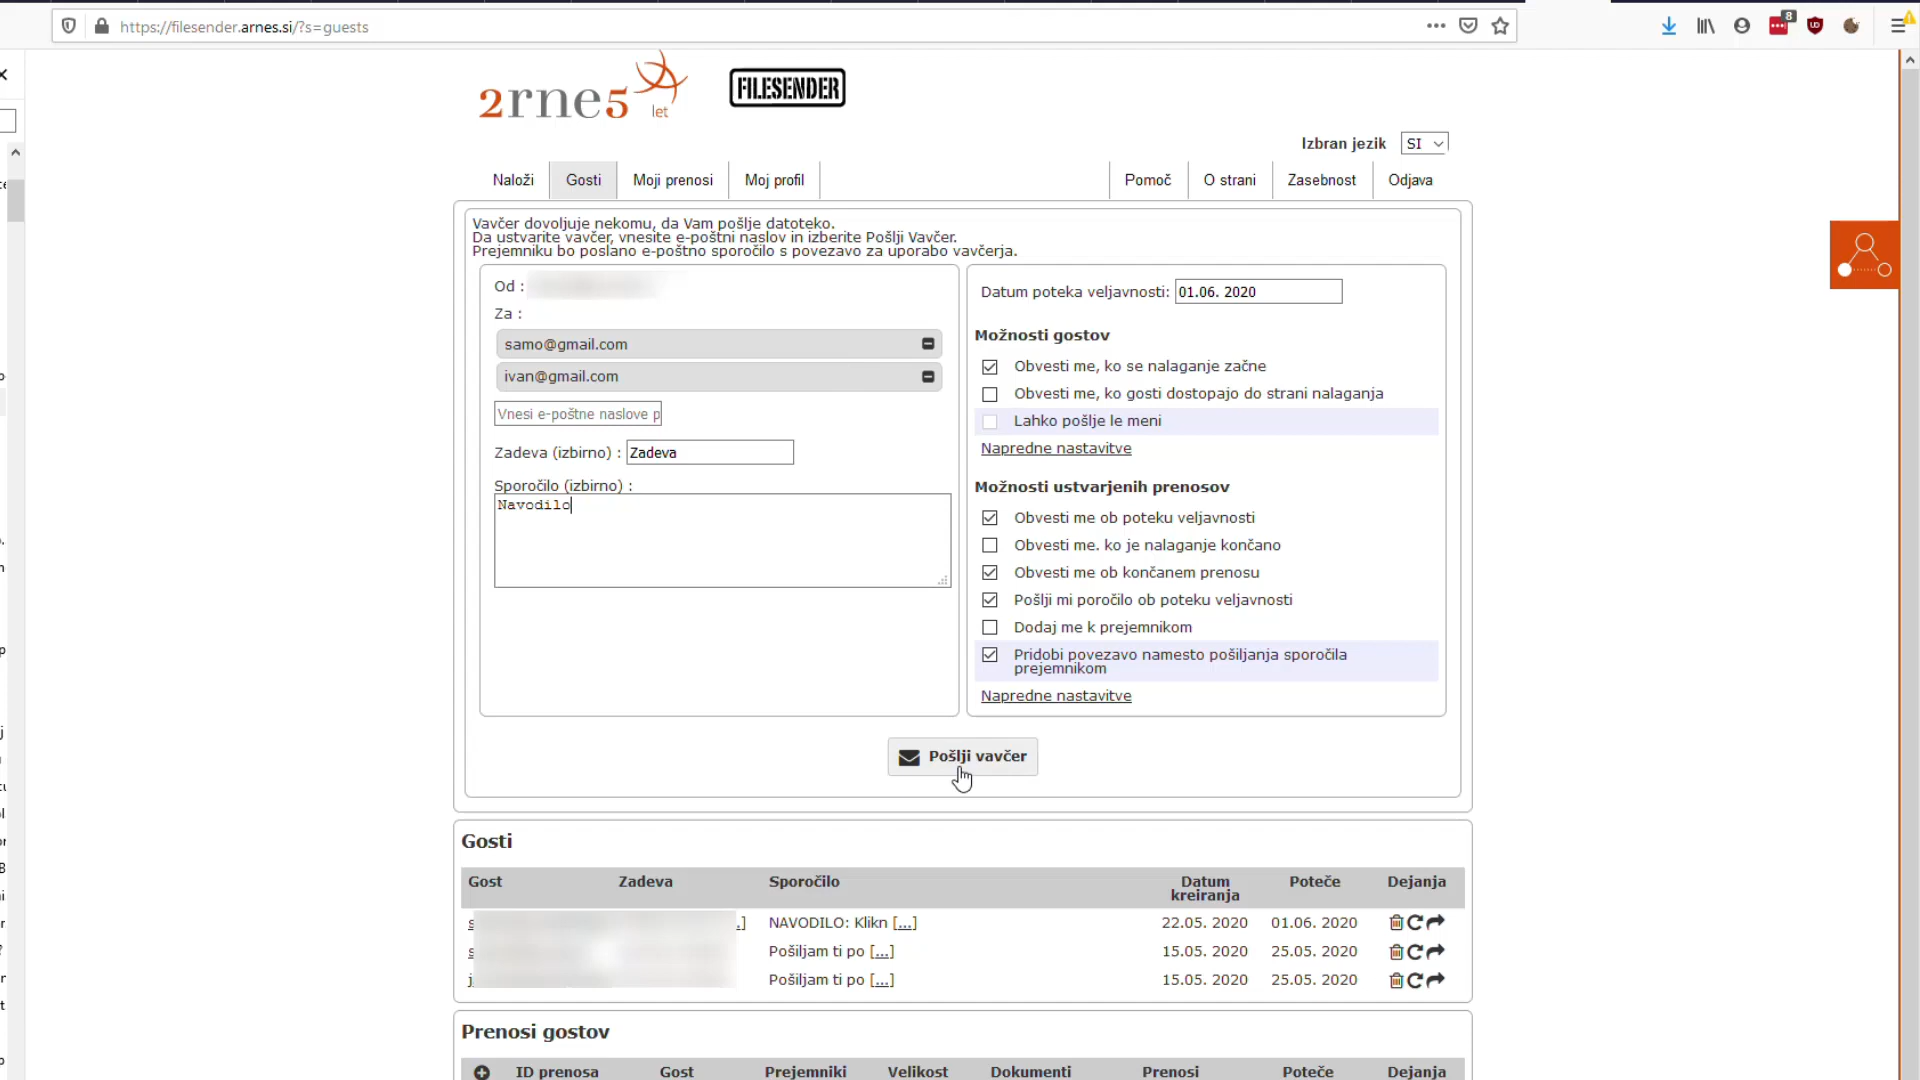 https://filesender.arnes.si/?s=guests
8
2rne5 let
FILESENDER
Izbran jezik SI
Naloži Gosti Moji prenosi Moj profil Pomoč O strani Zasebnost Odjava
Vavčer dovoljuje nekomu, da Vam pošlje datoteko.
Da ustvarite vavčer, vnesite e-poštni naslov in izberite Pošlji Vavčer.
Prejemniku bo poslano e-poštno sporočilo s povezavo za uporabo vavčerja.
Od :
Za :
samo@gmail.com
ivan@gmail.com
Vnesi e-poštne naslove p
Zadeva (izbirno) : Zadeva
Sporočilo (izbirno) :
Navodilo
Datum poteka veljavnosti: 01.06. 2020
Možnosti gostov
Obvesti me, ko se nalaganje začne
Obvesti me, ko gosti dostopajo do strani nalaganja
Lahko pošlje le meni
Napredne nastavitve
Možnosti ustvarjenih prenosov
Obvesti me ob poteku veljavnosti
Obvesti me. ko je nalaganje končano
Obvesti me ob končanem prenosu
Pošlji mi poročilo ob poteku veljavnosti
Dodaj me k prejemnikom
Pridobi povezavo namesto pošiljanja sporočila
prejemnikom
Napredne nastavitve
Pošlji vavčer
Gosti
Gost Zadeva Sporočilo Datum kreiranja Poteče Dejanja
NAVODILO: Klikn [...] 22.05. 2020 01.06. 2020
Pošiljam ti po [...] 15.05. 2020 25.05. 2020
Pošiljam ti po [...] 15.05. 2020 25.05. 2020
Prenosi gostov
ID prenosa Gost Prejemniki Velikost Dokumenti Prenosi Poteče Dejanja